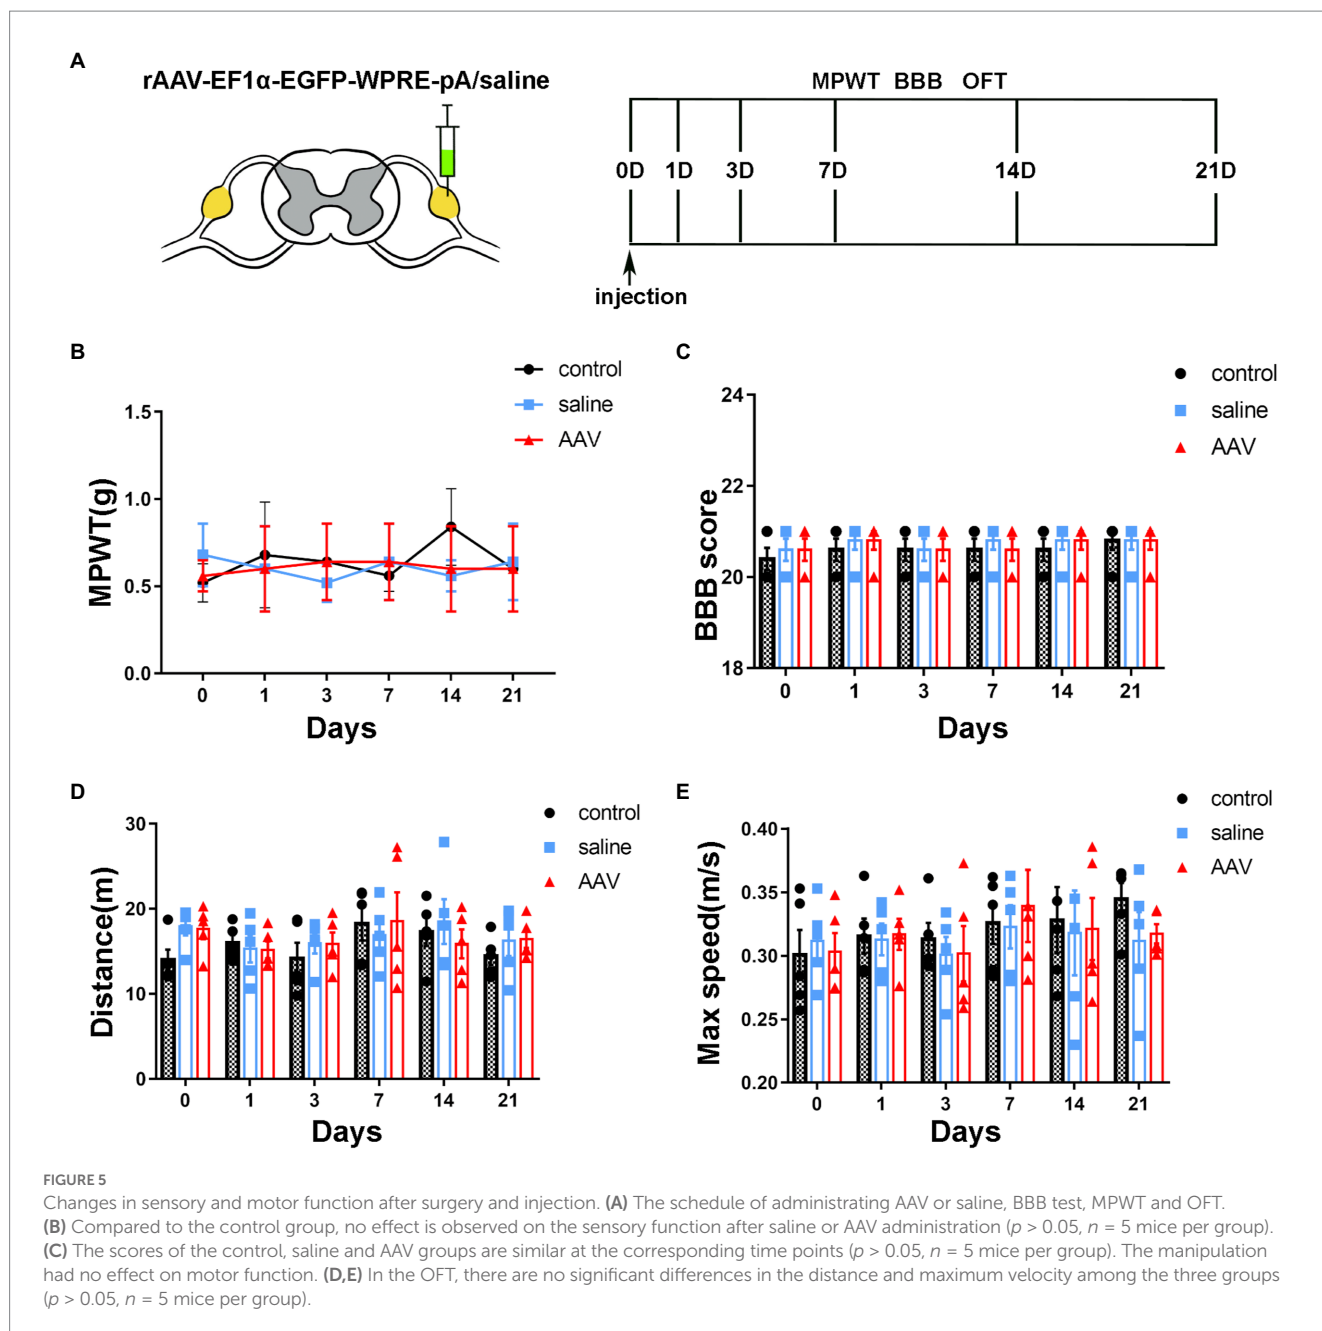 A
rAAV-EF1α-EGFP-WPRE-pA/saline
MPWT BBB OFT
0D 1D 3D 7D 14D 21D
injection
B
control
saline
AAV
1.5
1.0
0.5
0.0
MPWT(g)
0 1 3 7 14 21
Days
C
control
saline
AAV
24
22
20
18
BBB score
0 1 3 7 14 21
Days
D
control
saline
AAV
30
20
10
0
Distance(m)
0 1 3 7 14 21
Days
E
control
saline
AAV
0.40
0.35
0.30
0.25
0.20
Max speed(m/s)
0 1 3 7 14 21
Days
FIGURE 5
Changes in sensory and motor function after surgery and injection. (A) The schedule of administrating AAV or saline, BBB test, MPWT and OFT.
(B) Compared to the control group, no effect is observed on the sensory function after saline or AAV administration (p > 0.05, n = 5 mice per group).
(C) The scores of the control, saline and AAV groups are similar at the corresponding time points (p > 0.05, n = 5 mice per group). The manipulation
had no effect on motor function. (D,E) In the OFT, there are no significant differences in the distance and maximum velocity among the three groups
(p > 0.05, n = 5 mice per group).